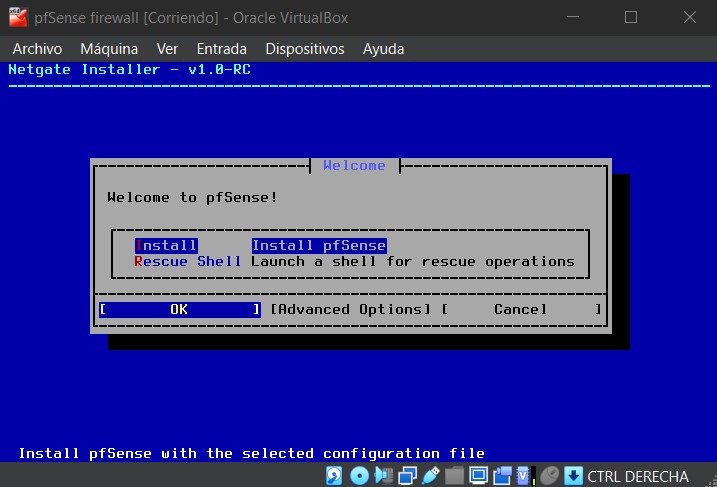 pfSense firewall [Corriendo] - Oracle VirtualBox
Archivo Máquina Ver Entrada Dispositivos Ayuda
Netgate Installer - v1.0-RC
Welcome
Welcome to pfSense!
Install Install pfSense
Rescue Shell Launch a shell for rescue operations
[ OK ] [Advanced Options] [ Cancel ]
Install pfSense with the selected configuration file
CTRL DERECHA